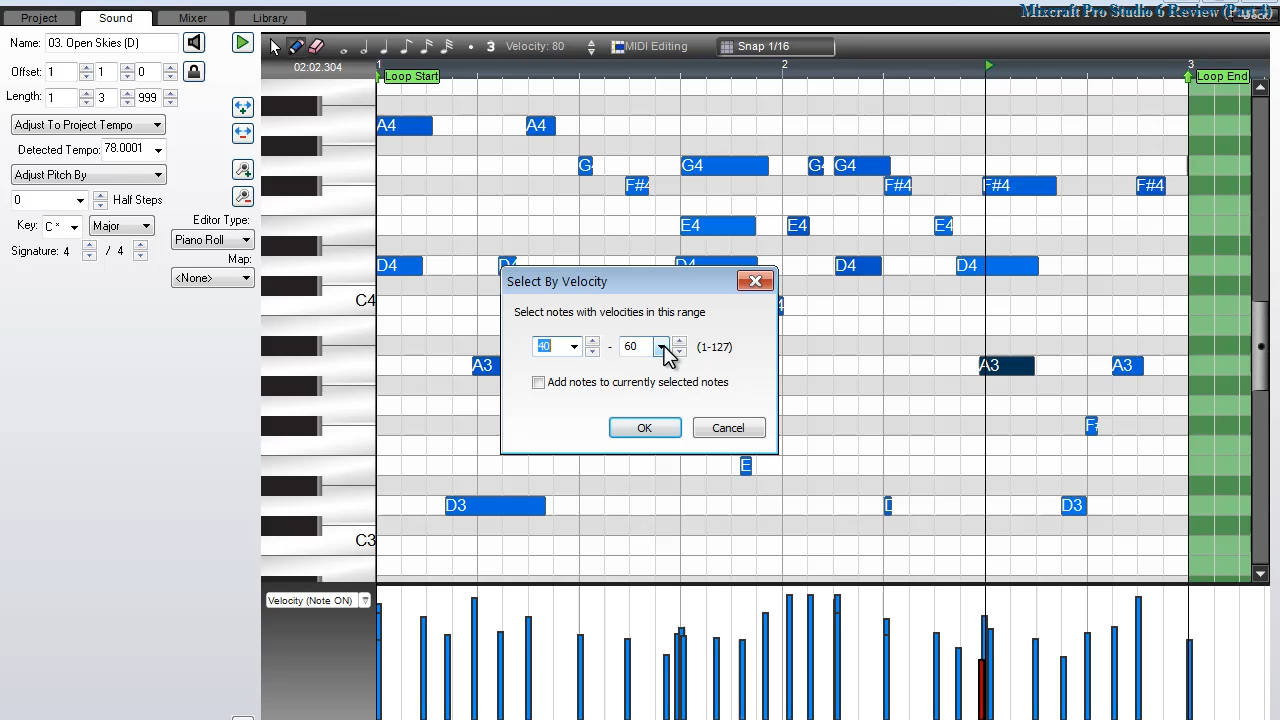 Mixcraft Pro Studio 6 Review (Part 4)
Project
Sound
Mixer
Library
Name: 03. Open Skies (D)
3 Velocity: 80 MIDI Editing Snap 1/16
Offset: 1 1 0
02:02.304 1 2 3
Loop Start Loop End
Length: 1 3 999
Adjust To Project Tempo
Detected Tempo: 78.0001
Adjust Pitch By
0 Half Steps
Key: C * Major
Editor Type:
Piano Roll
Signature: 4 / 4
Map:
<None>
A4 A4
G4 G4
F#4 F#4 F#4 F#4
E4 E4 E4
D4 D4 D4 D4
C4
A3 A3 A3
E
D3 D3
C3
Select By Velocity
Select notes with velocities in this range
40 - 60 (1-127)
Add notes to currently selected notes
OK Cancel
Velocity (Note ON)